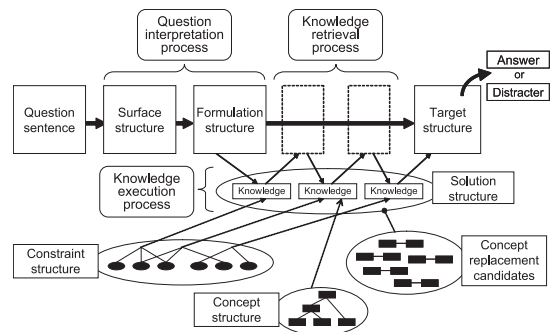 Question
interpretation
process
Knowledge
retrieval
process
Answer
or
Distracter
Question
sentence
Surface
structure
Formulation
structure
Target
structure
Knowledge
execution
process
Knowledge
Knowledge
Knowledge
Solution
structure
Constraint
structure
Concept
structure
Concept
replacement
candidates